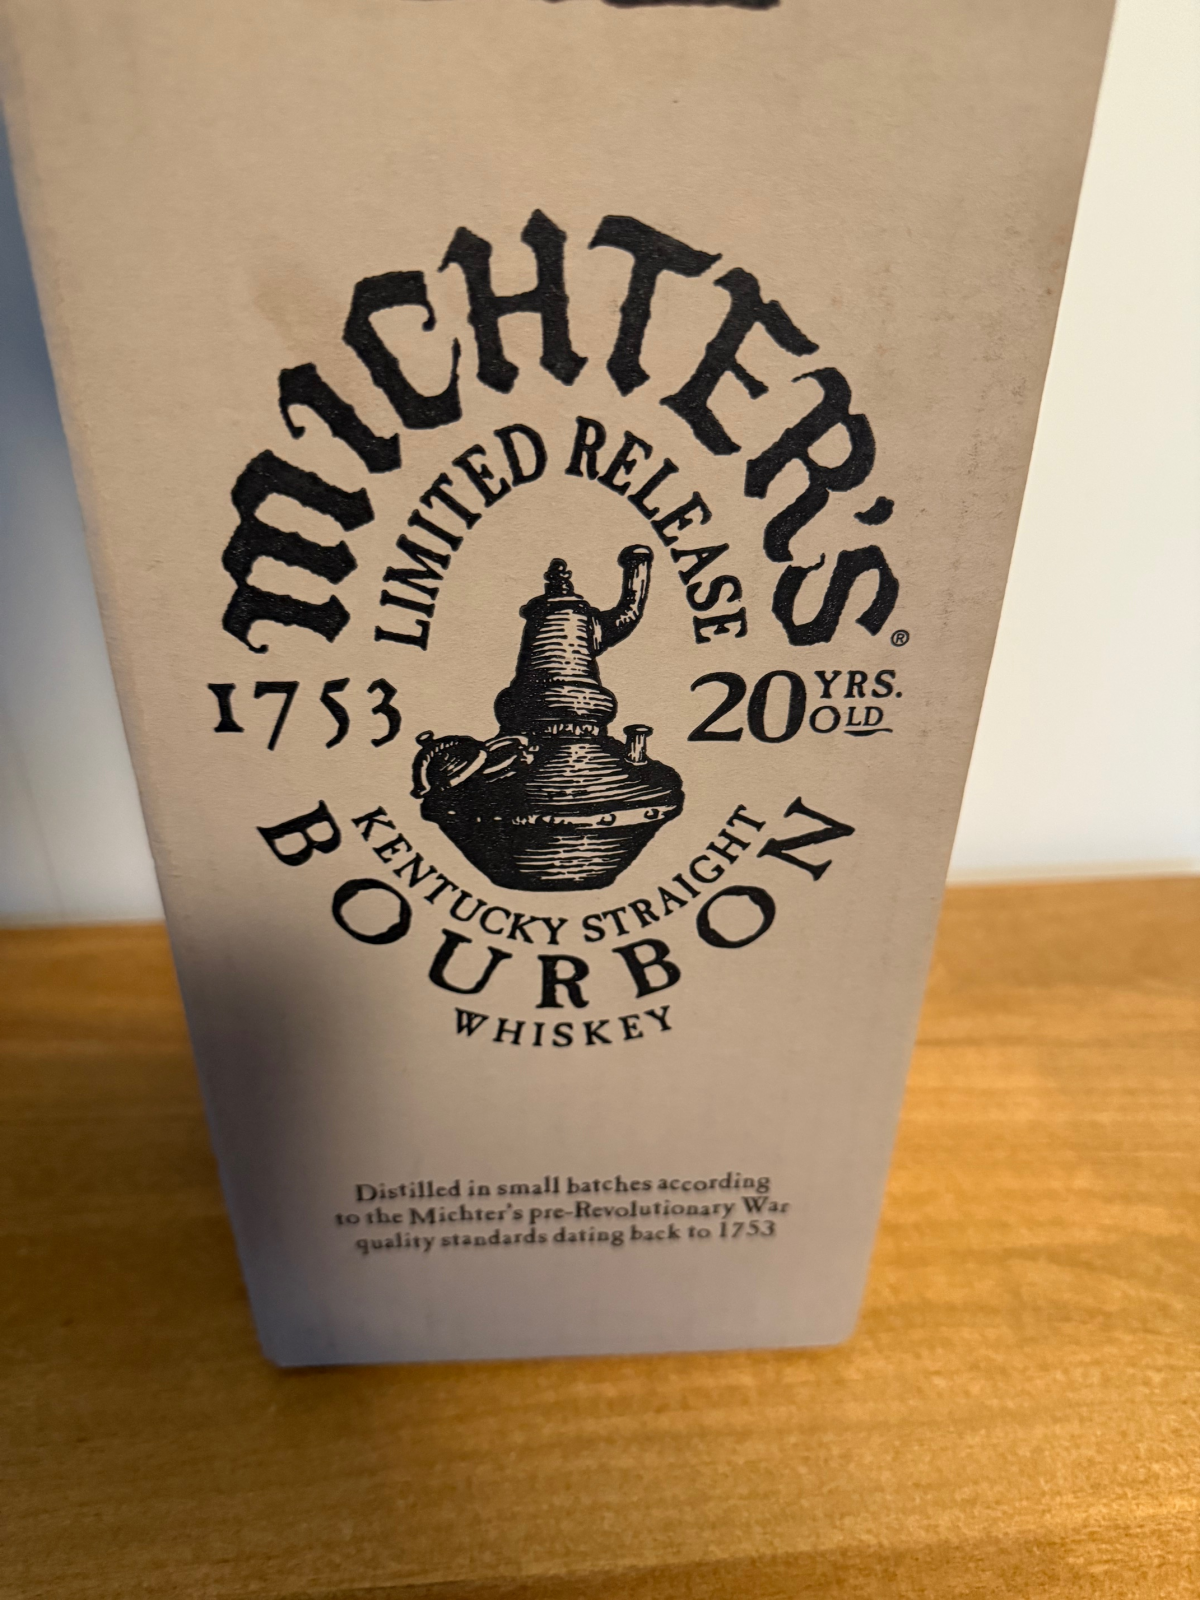 MICHTER'S®
LIMITED RELEASE
1753
20 YRS. OLD
KENTUCKY STRAIGHT
BOURBON
WHISKEY
Distilled in small batches according
to the Michter's pre-Revolutionary War
quality standards dating back to 1753